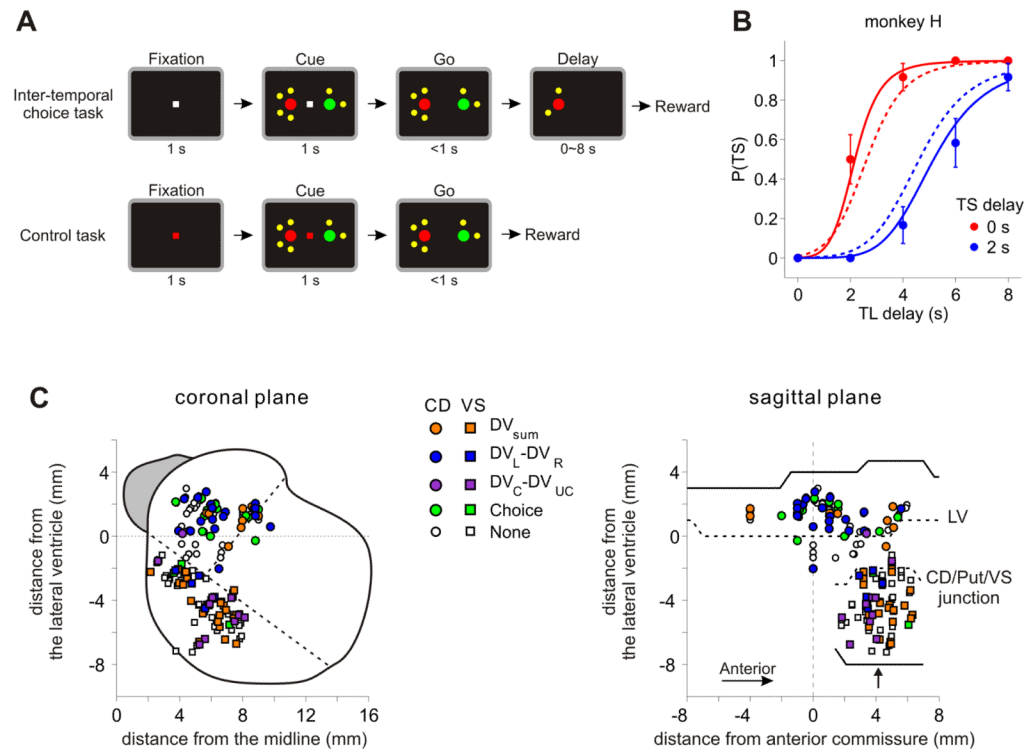 A
Fixation
Cue
Go
Delay
Inter-temporal
choice task
Reward
1 s
1 s
<1 s
0~8 s
Fixation
Cue
Go
Control task
Reward
1 s
1 s
<1 s
B
monkey H
P(TS)
1
0.8
0.6
0.4
0.2
0
TS delay
0 s
2 s
0 2 4 6 8
TL delay (s)
C
coronal plane
distance from
the lateral ventricle (mm)
4
0
-4
-8
0 4 8 12 16
distance from the midline (mm)
CD VS
DVsum
DVL-DVR
DVC-DVUC
Choice
None
sagittal plane
distance from
the lateral ventricle (mm)
4
0
-4
-8
LV
CD/Put/VS
junction
Anterior
-8 -4 0 4 8
distance from anterior commissure (mm)